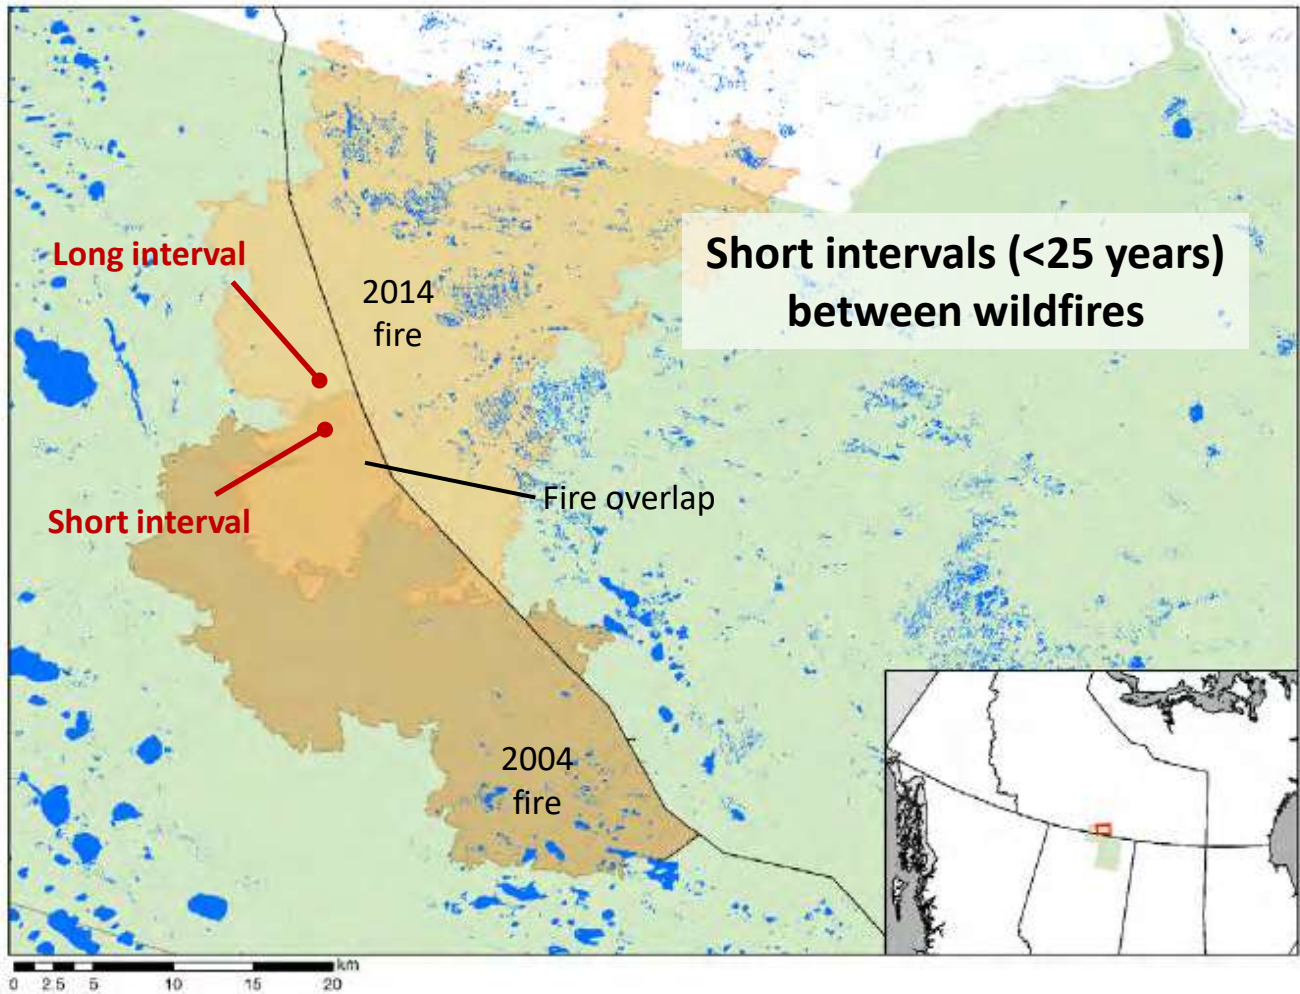 Short intervals (<25 years)
between wildfires
Long interval
2014
fire
Fire overlap
Short interval
2004
fire
km
0 2.5 5 10 15 20